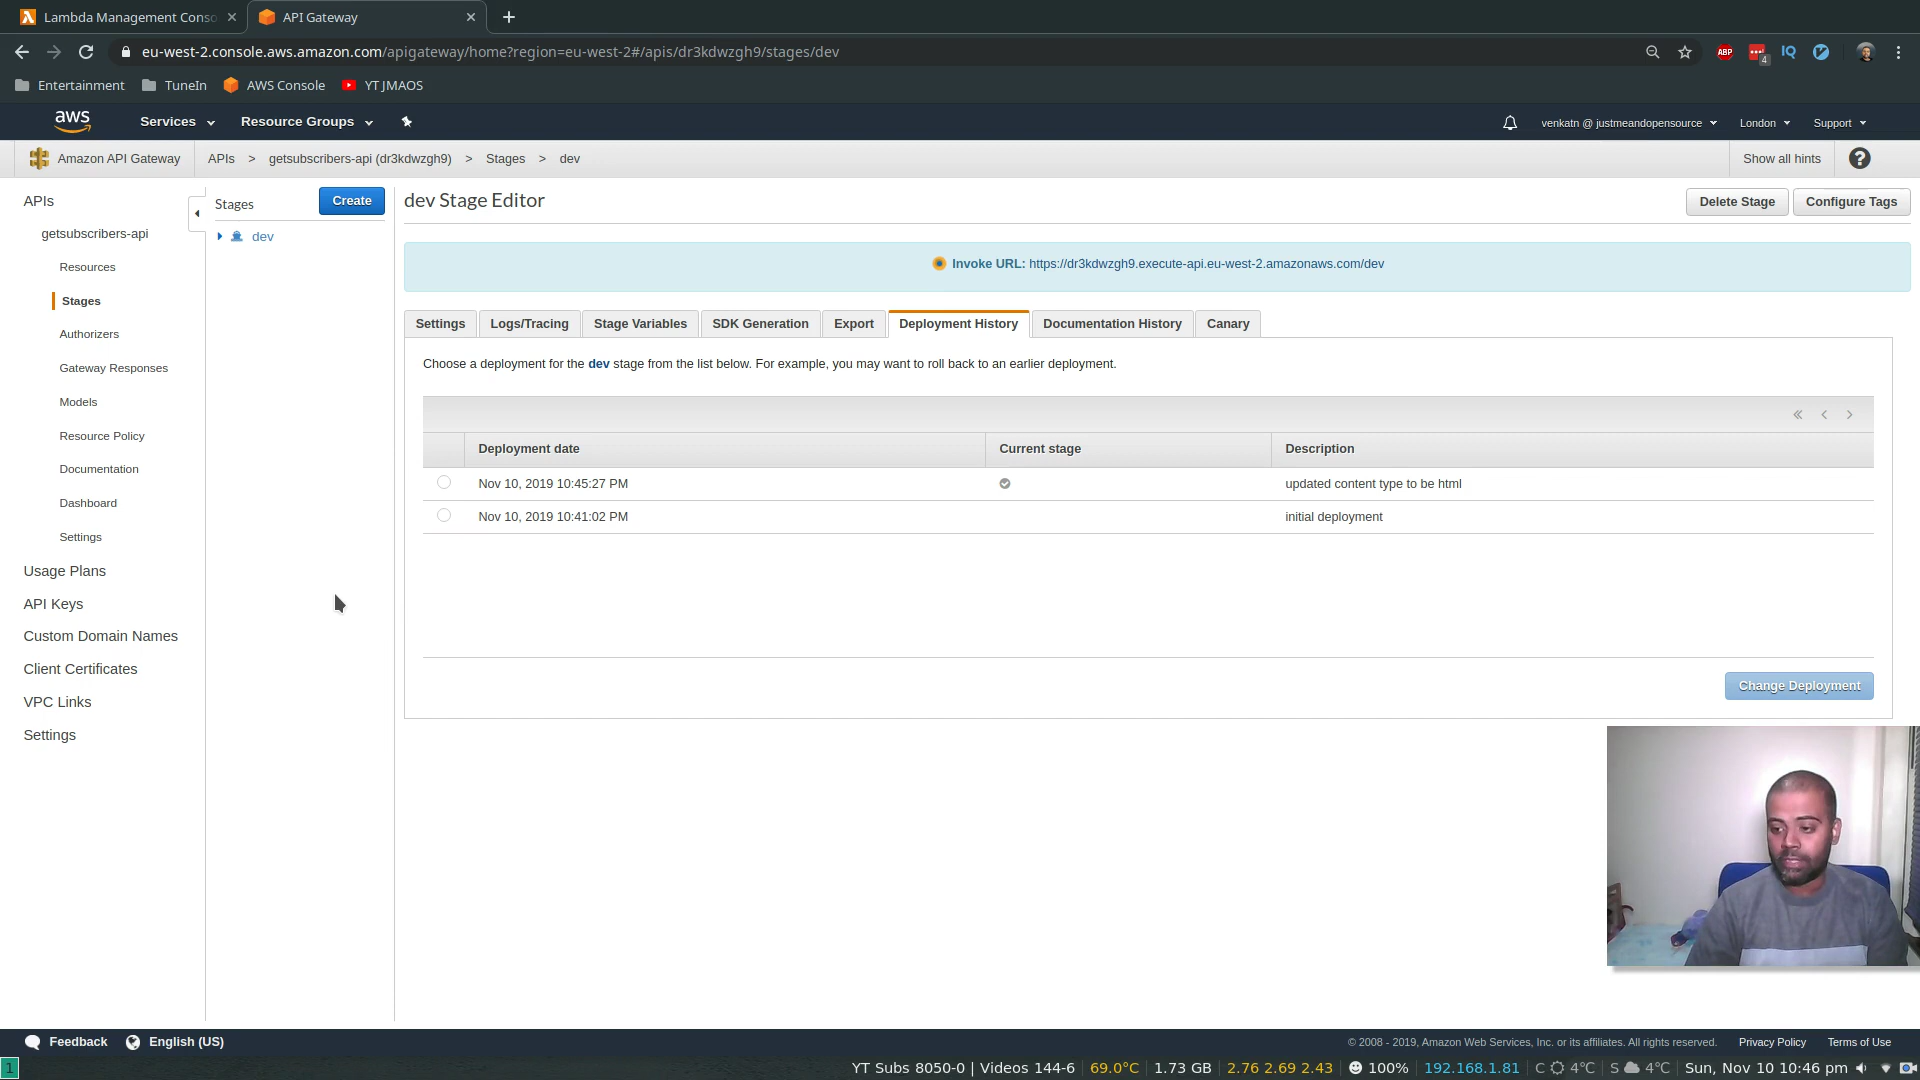 Lambda Management Conso
API Gateway
eu-west-2.console.aws.amazon.com/apigateway/home?region=eu-west-2#/apis/dr3kdwzgh9/stages/dev
ABP
4
IQ
Entertainment
TuneIn
AWS Console
YT JMAOS
aws
Services
Resource Groups
venkatn @ justmeandopensource
London
Support
Amazon API Gateway
APIs > getsubscribers-api (dr3kdwzgh9) > Stages > dev
Show all hints
?
APIs
getsubscribers-api
Resources
Stages
Authorizers
Gateway Responses
Models
Resource Policy
Documentation
Dashboard
Settings
Usage Plans
API Keys
Custom Domain Names
Client Certificates
VPC Links
Settings
Stages
Create
dev
dev Stage Editor
Delete Stage
Configure Tags
Invoke URL: https://dr3kdwzgh9.execute-api.eu-west-2.amazonaws.com/dev
Settings
Logs/Tracing
Stage Variables
SDK Generation
Export
Deployment History
Documentation History
Canary
Choose a deployment for the dev stage from the list below. For example, you may want to roll back to an earlier deployment.
Deployment date
Current stage
Description
Nov 10, 2019 10:45:27 PM
updated content type to be html
Nov 10, 2019 10:41:02 PM
initial deployment
Change Deployment
Feedback
English (US)
© 2008 - 2019, Amazon Web Services, Inc. or its affiliates. All rights reserved.
Privacy Policy
Terms of Use
1
YT Subs 8050-0 | Videos 144-6 | 69.0°C | 1.73 GB | 2.76 2.69 2.43 | 100% | 192.168.1.81 | C 4°C | S 4°C | Sun, Nov 10 10:46 pm